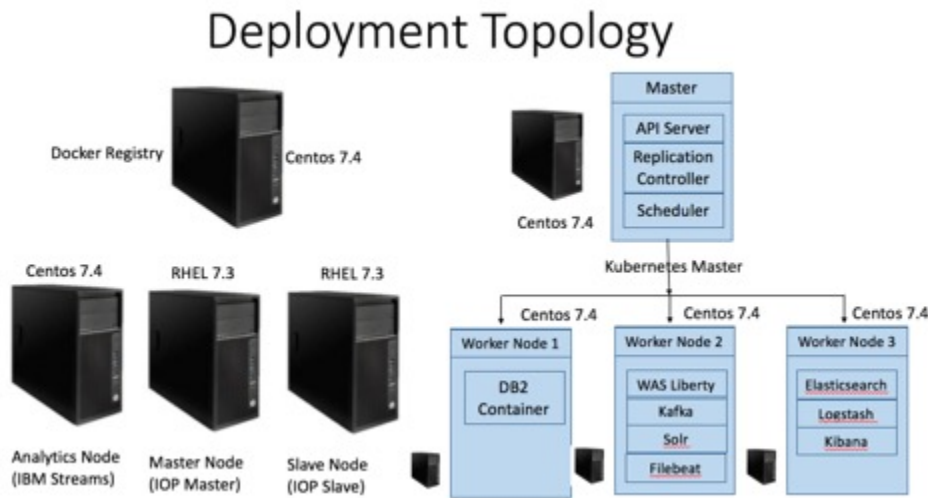 Deployment Topology
Docker Registry
Centos 7.4
Centos 7.4
Master
API Server
Replication
Controller
Scheduler
Kubernetes Master
Centos 7.4
RHEL 7.3
RHEL 7.3
Analytics Node
(IBM Streams)
Master Node
(IOP Master)
Slave Node
(IOP Slave)
Centos 7.4
Centos 7.4
Centos 7.4
Worker Node 1
DB2
Container
Worker Node 2
WAS Liberty
Kafka
Solr
Filebeat
Worker Node 3
Elasticsearch
Logstash
Kibana